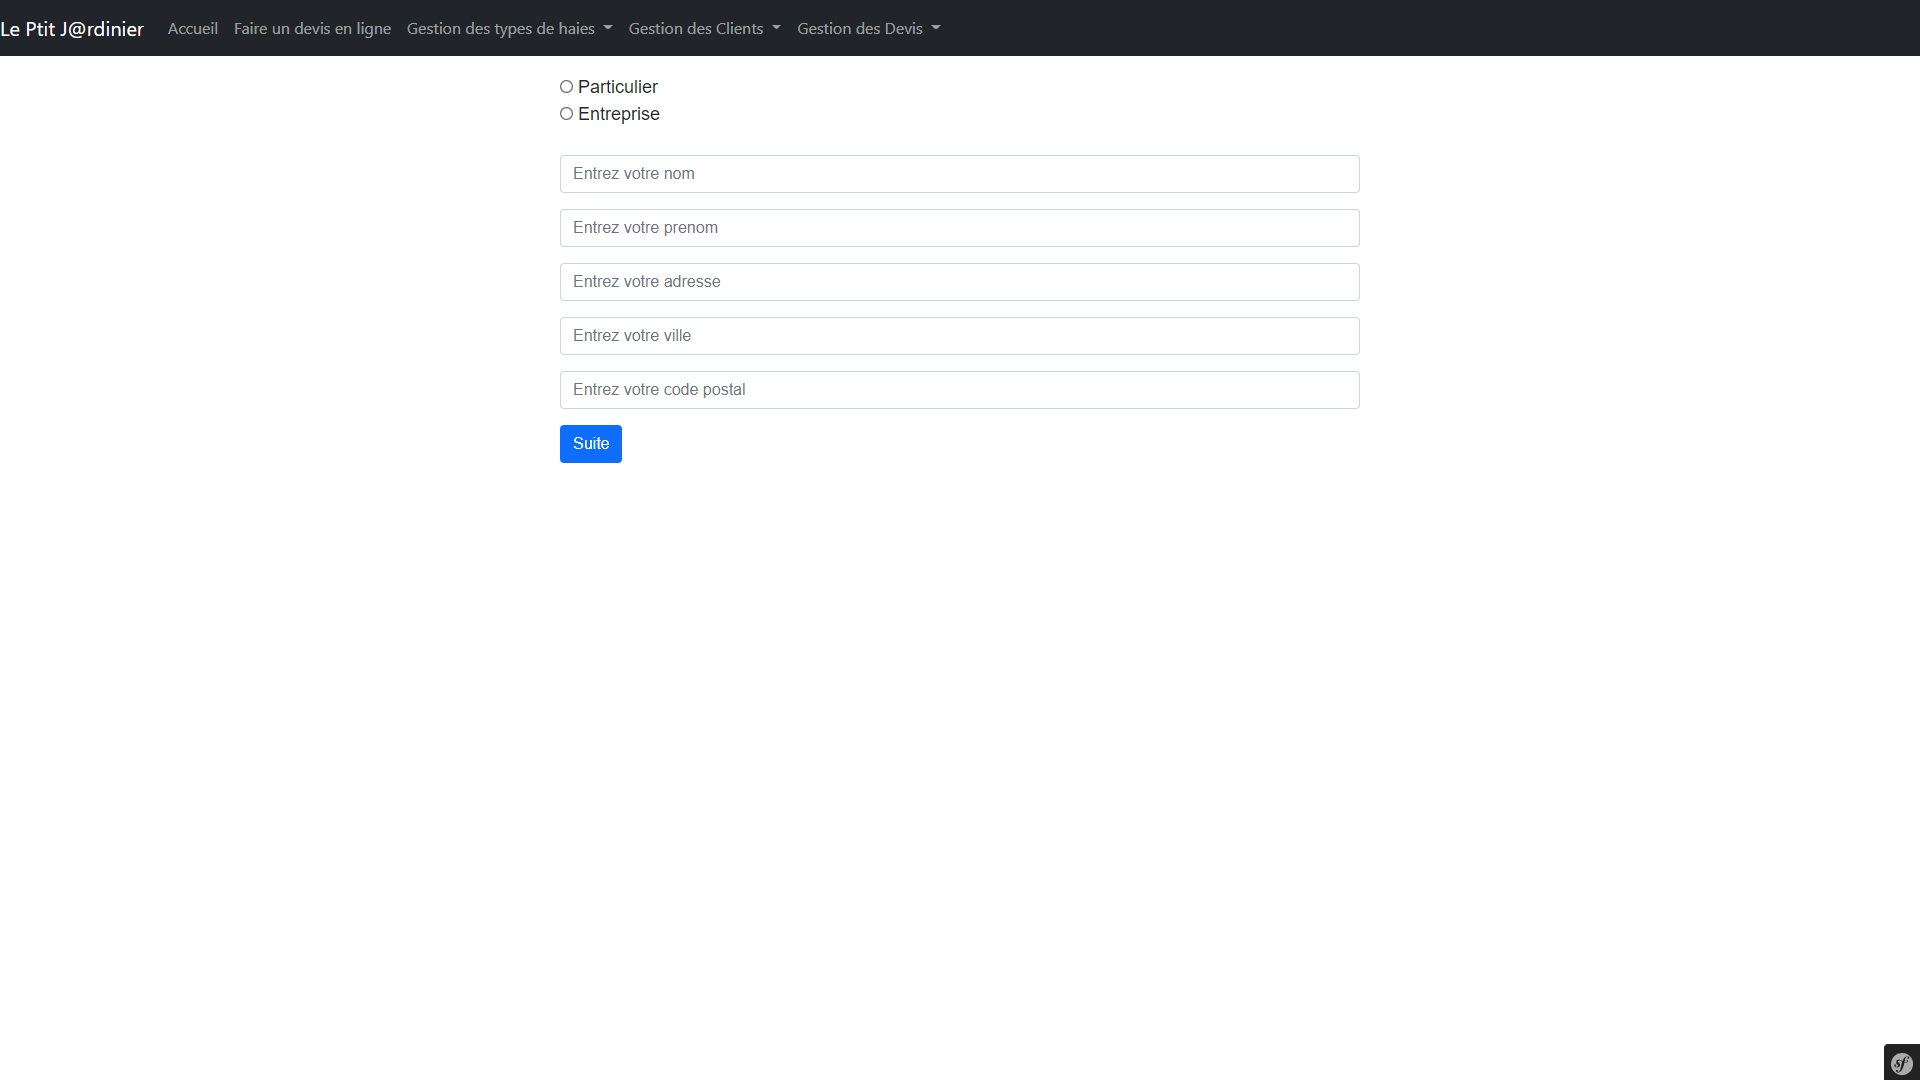 Le Ptit J@rdinier Accueil Faire un devis en ligne Gestion des types de haies Gestion des Clients Gestion des Devis
Particulier
Entreprise
Entrez votre nom
Entrez votre prenom
Entrez votre adresse
Entrez votre ville
Entrez votre code postal
Suite
sf